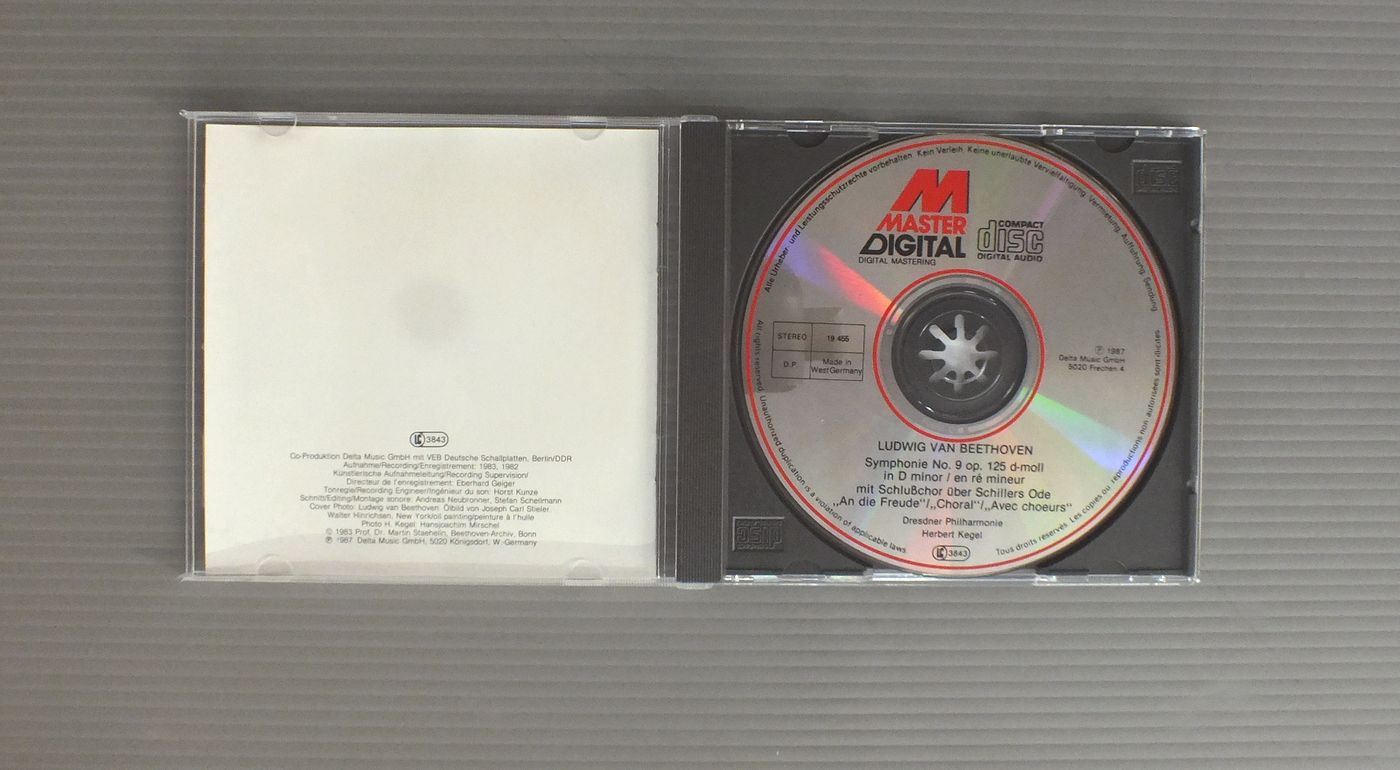 LC 3843
Co-Produktion Delta Music GmbH mit VEB Deutsche Schallplatten, Berlin/DDR
Aufnahme/Recording/Enregistrement: 1983, 1982
Künstlerische Aufnahmeleitung/Recording Supervision/
Directeur de l'enregistrement: Eberhard Geiger
Tonregie/Recording Engineer/Ingénieur du son: Horst Kunze
Schnitt/Editing/Montage sonore: Andreas Neubronner, Stefan Schellmann
Cover Photo: Ludwig van Beethoven. Ölbild von Joseph Carl Stieler.
Walter Hinrichsen, New York/oil painting/peinture à l'huile
Photo H. Kegel: Hansjoachim Mirschel
© 1983 Prof. Dr. Martin Staehelin, Beethoven-Archiv, Bonn
℗ 1987 Delta Music GmbH, 5020 Königsdorf, W.-Germany
Alle Urheber- und Leistungsschutzrechte vorbehalten. Kein Verleih. Keine unerlaubte Vervielfältigung, Vermietung, Aufführung, Sendung
M
MASTER
DIGITAL
DIGITAL MASTERING
COMPACT
disc
DIGITAL AUDIO
STEREO
19 455
D.P.
Made in
West Germany
℗ 1987
Delta Music GmbH
5020 Frechen 4
LUDWIG VAN BEETHOVEN
Symphonie No. 9 op. 125 d-moll
in D minor / en ré mineur
mit Schlußchor über Schillers Ode
„An die Freude"/„Choral"/„Avec choeurs"
Dresdner Philharmonie
Herbert Kegel
LC 3843
All rights reserved. Unauthorized duplication is a violation of applicable laws
Tous droits reservés. Les copies ou reproductions non autorisées sont illicites
disc
disc